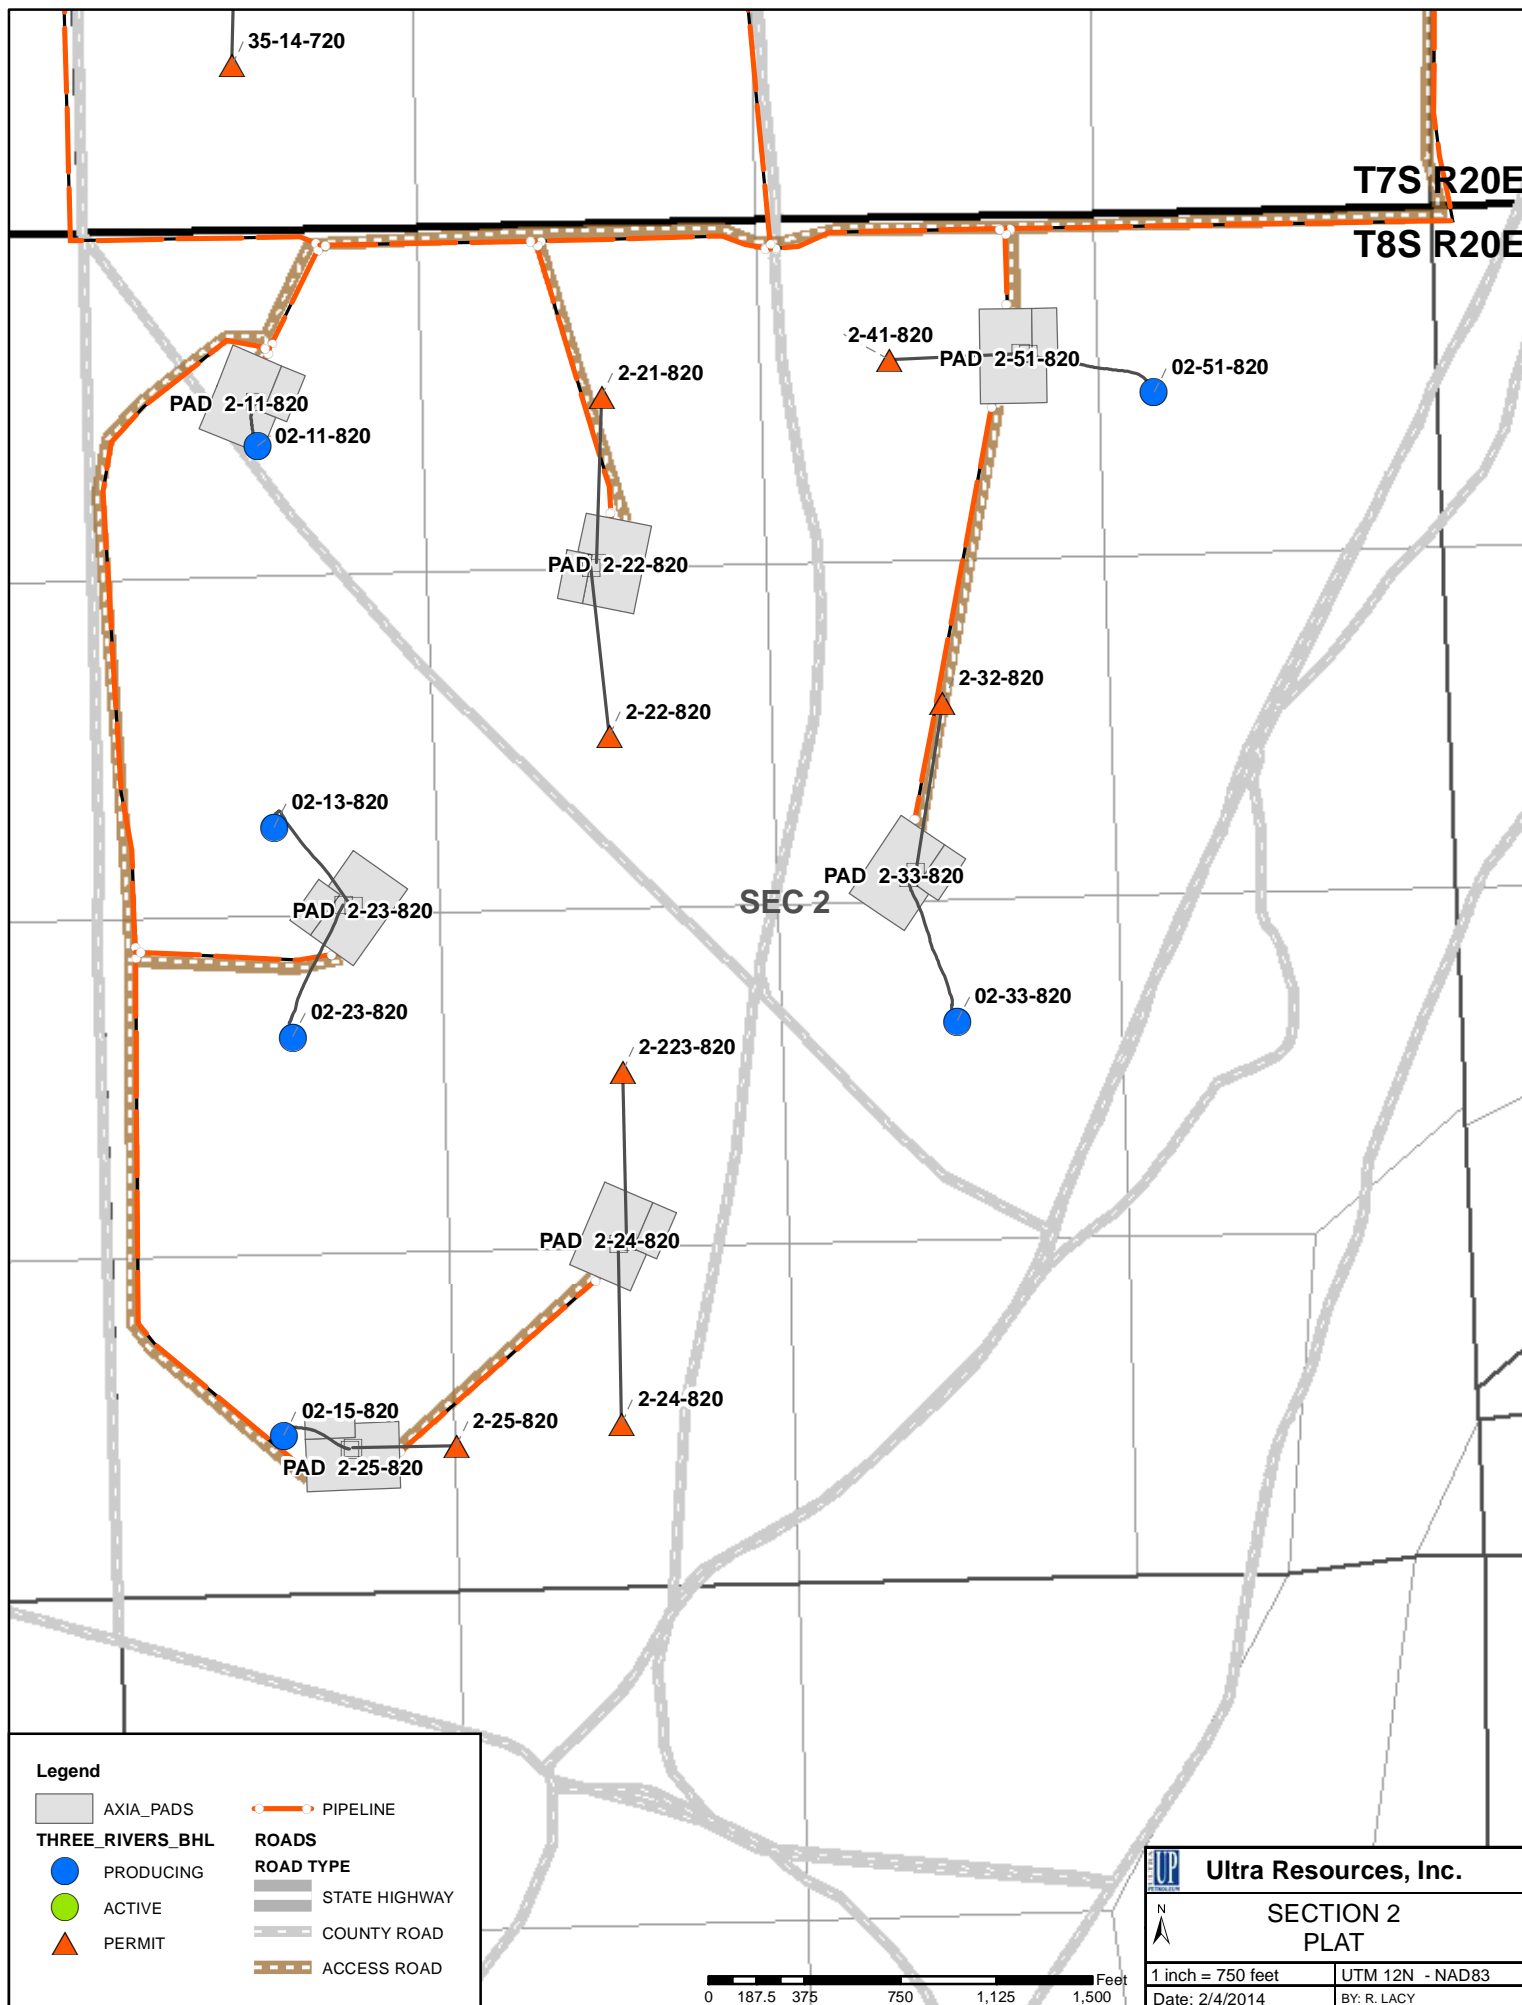 35-14-720
T7S R20E
T8S R20E
2-41-820
PAD 2-51-820
02-51-820
2-21-820
PAD 2-11-820
02-11-820
PAD 2-22-820
2-32-820
2-22-820
02-13-820
PAD 2-33-820
SEC 2
PAD 2-23-820
02-33-820
02-23-820
2-223-820
PAD 2-24-820
2-24-820
02-15-820
2-25-820
PAD 2-25-820
Legend
AXIA_PADS
PIPELINE
THREE_RIVERS_BHL
ROADS
ROAD TYPE
PRODUCING
STATE HIGHWAY
ACTIVE
COUNTY ROAD
PERMIT
ACCESS ROAD
Feet
0 187.5 375 750 1,125 1,500
UP
Ultra Resources, Inc.
N
SECTION 2
PLAT
1 inch = 750 feet
UTM 12N - NAD83
Date: 2/4/2014
BY: R. LACY